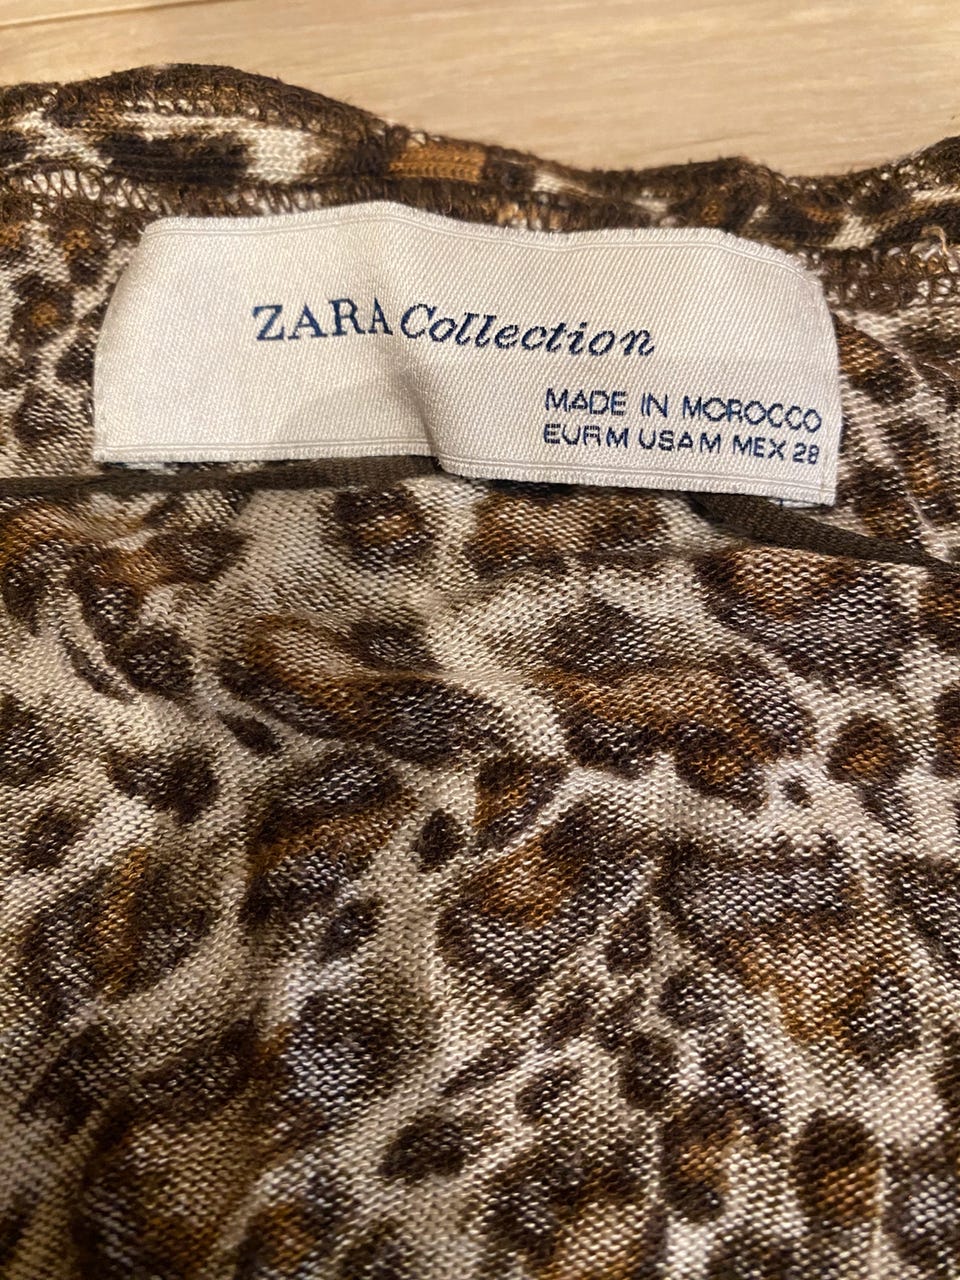 ZARA Collection
MADE IN MOROCCO
EUR M USA M MEX 28